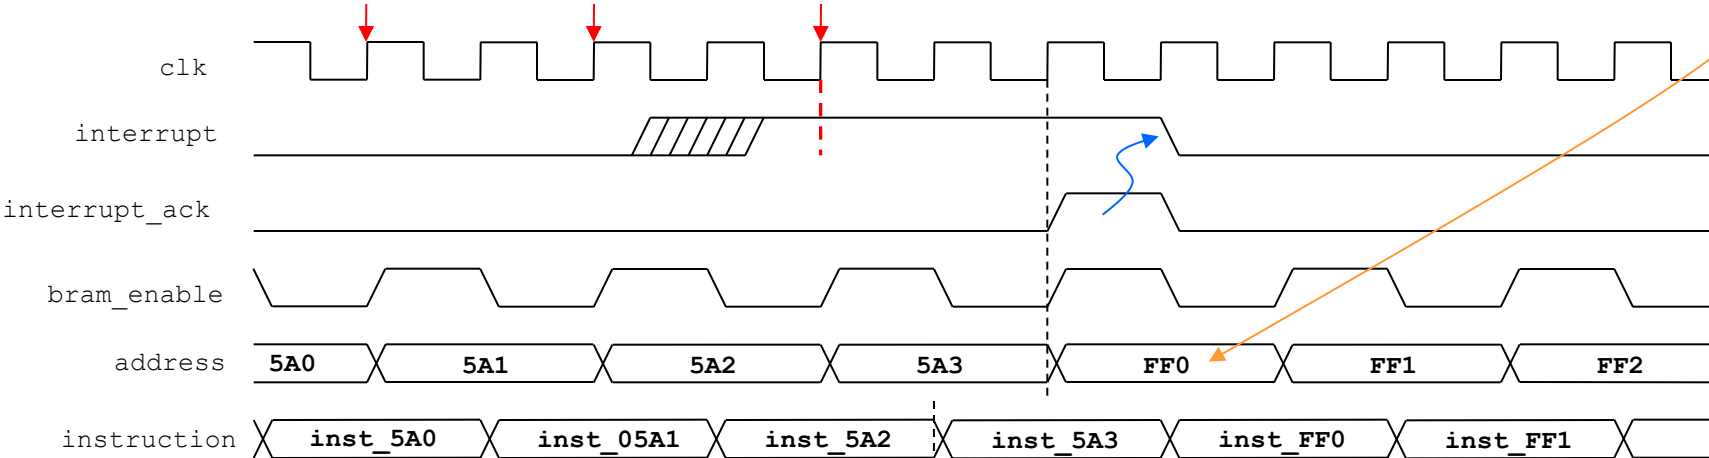 clk
interrupt
interrupt_ack
bram_enable
address 5A0 5A1 5A2 5A3 FF0 FF1 FF2
instruction inst_5A0 inst_05A1 inst_5A2 inst_5A3 inst_FF0 inst_FF1